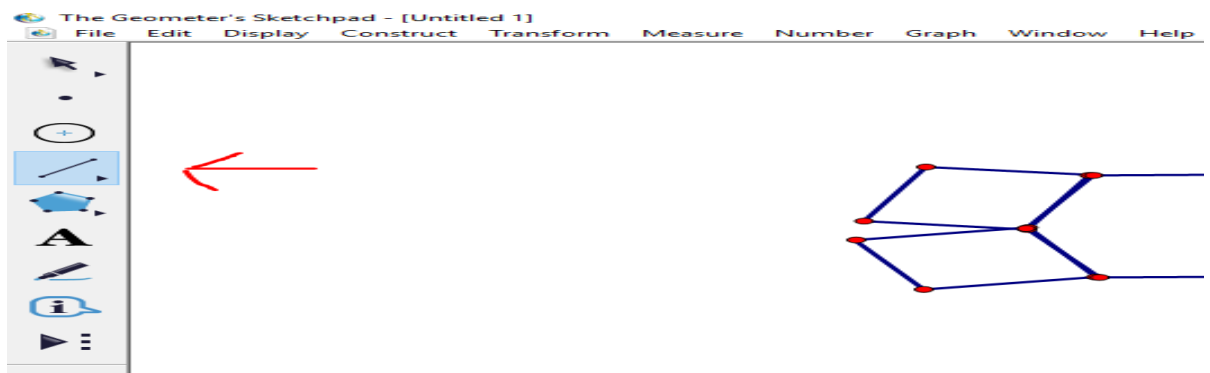 The Geometer's Sketchpad - [Untitled 1]
File Edit Display Construct Transform Measure Number Graph Window Help
A
i